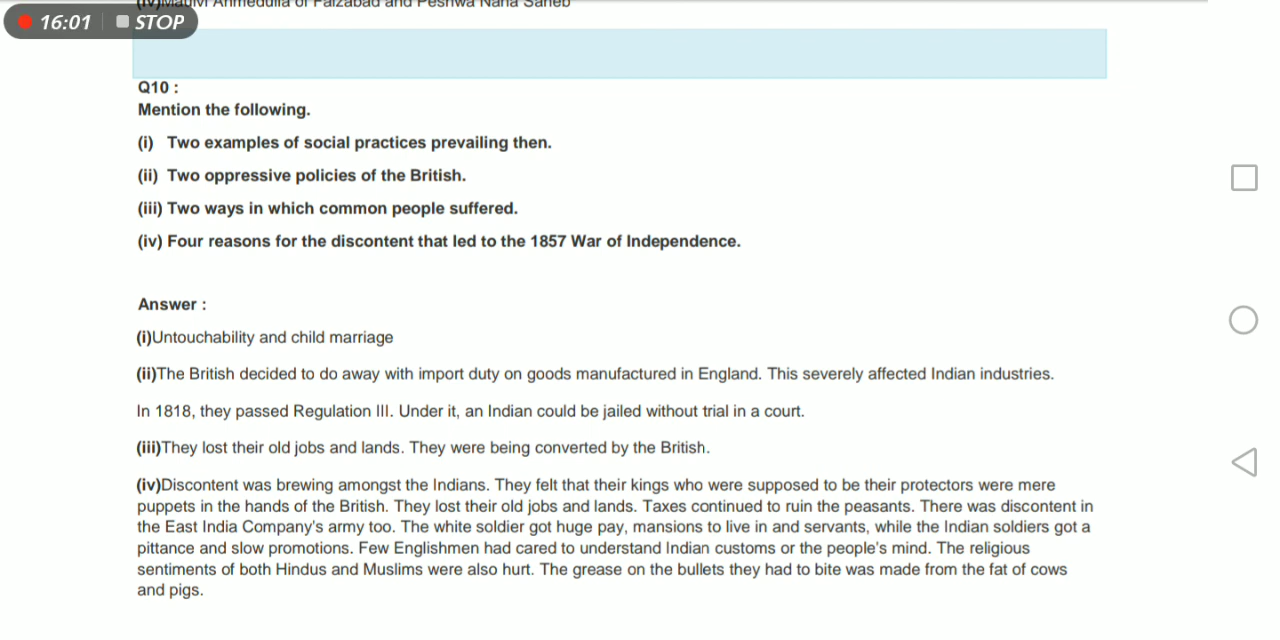 (iv)Maulvi Ahmedulla of Faizabad and Peshwa Nana Saheb
16:01 STOP
Q10 :
Mention the following.
(i) Two examples of social practices prevailing then.
(ii) Two oppressive policies of the British.
(iii) Two ways in which common people suffered.
(iv) Four reasons for the discontent that led to the 1857 War of Independence.
Answer :
(i)Untouchability and child marriage
(ii)The British decided to do away with import duty on goods manufactured in England. This severely affected Indian industries.
In 1818, they passed Regulation III. Under it, an Indian could be jailed without trial in a court.
(iii)They lost their old jobs and lands. They were being converted by the British.
(iv)Discontent was brewing amongst the Indians. They felt that their kings who were supposed to be their protectors were mere
puppets in the hands of the British. They lost their old jobs and lands. Taxes continued to ruin the peasants. There was discontent in
the East India Company's army too. The white soldier got huge pay, mansions to live in and servants, while the Indian soldiers got a
pittance and slow promotions. Few Englishmen had cared to understand Indian customs or the people's mind. The religious
sentiments of both Hindus and Muslims were also hurt. The grease on the bullets they had to bite was made from the fat of cows
and pigs.